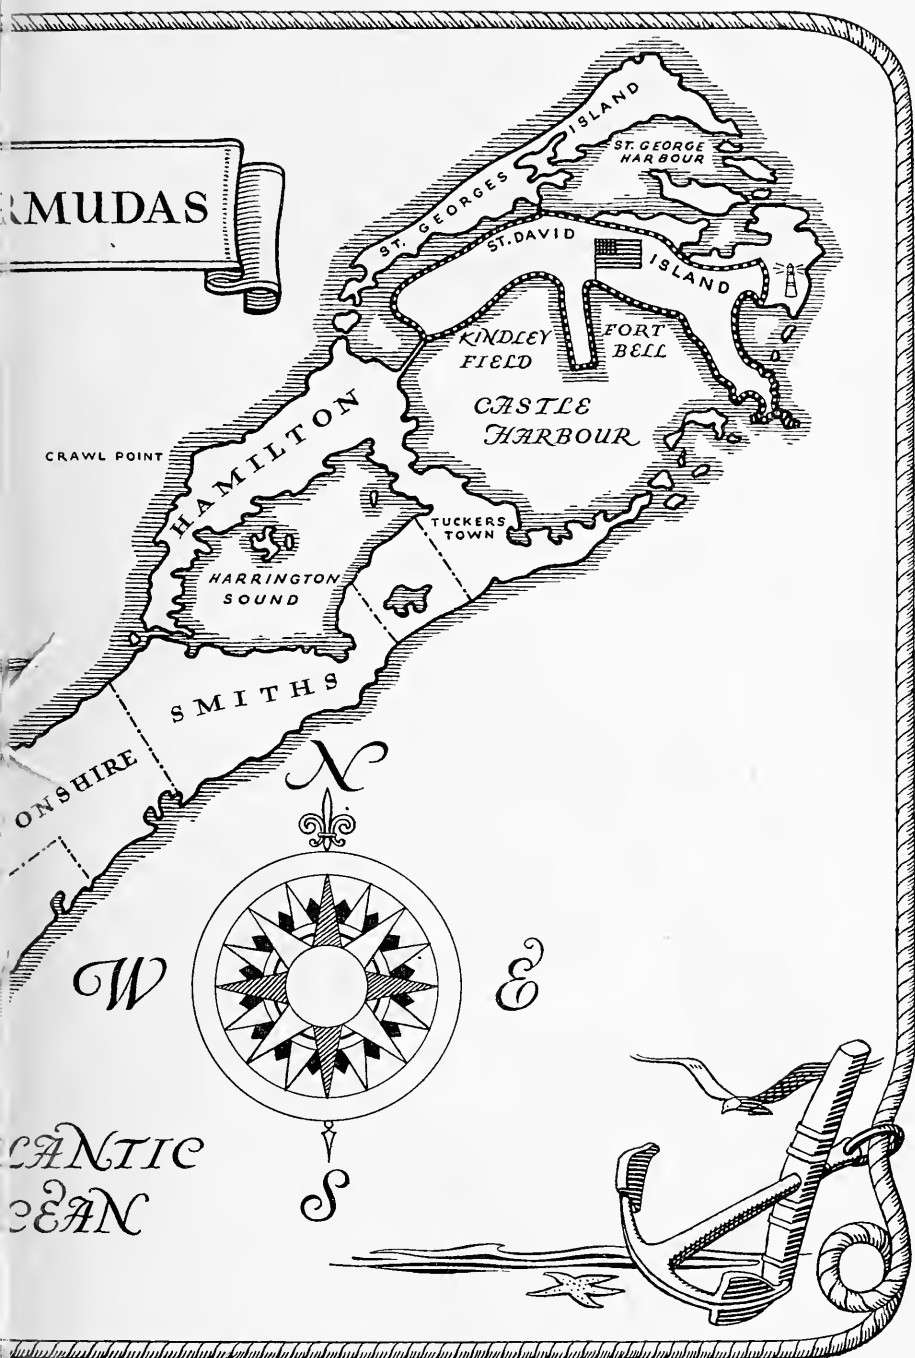 RMUDAS
ST. GEORGES ISLAND
ST. GEORGE
HARBOUR
ST. DAVID ISLAND
KINDLEY
FIELD
FORT
BELL
CASTLE
HARBOUR
HAMILTON
CRAWL POINT
TUCKERS
TOWN
HARRINGTON
SOUND
SMITHS
ONSHIRE
N
W
E
S
LANTIC
CEAN